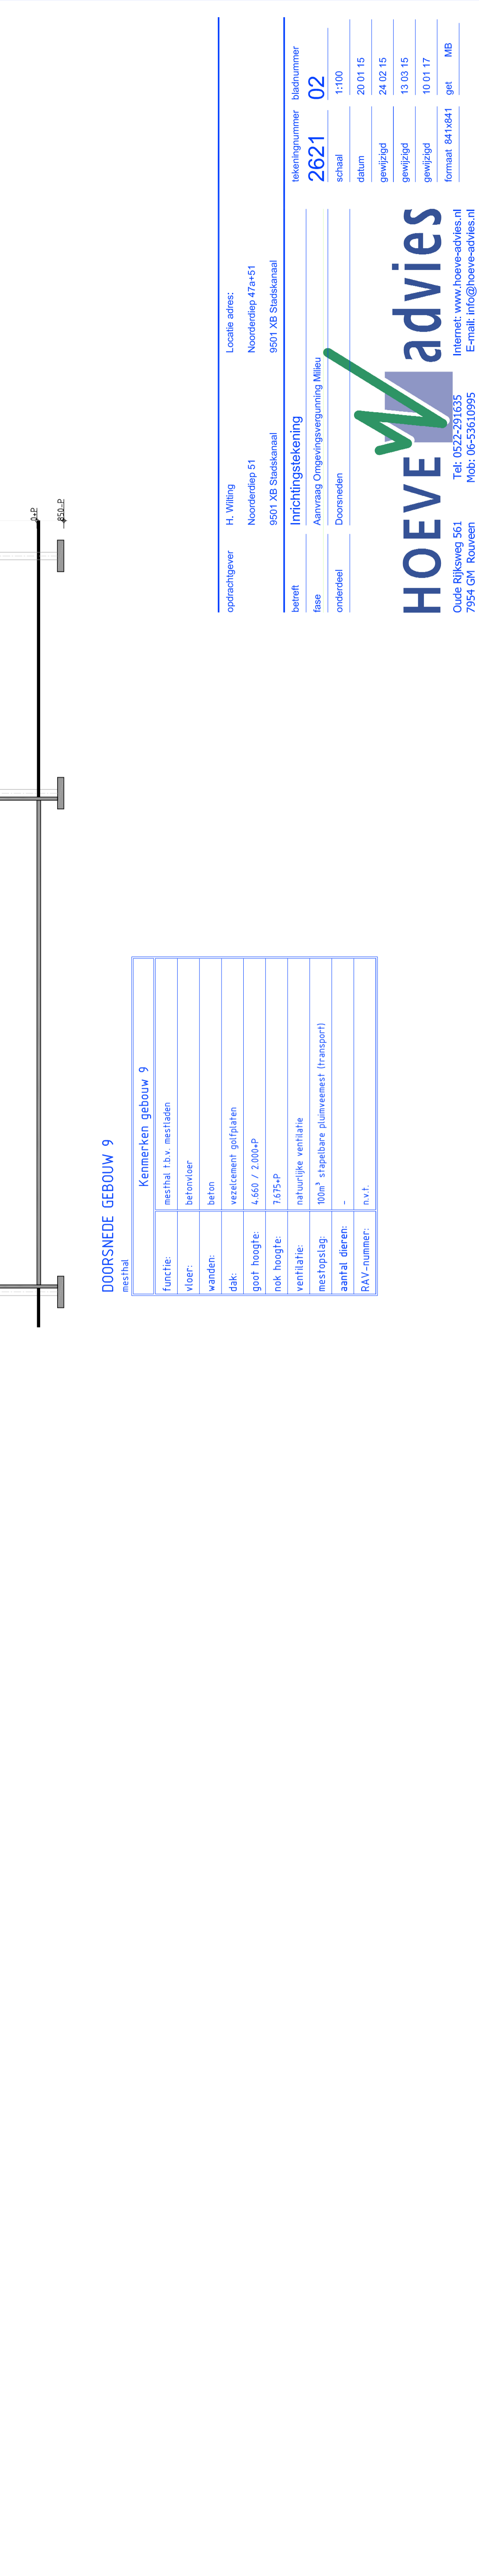 0+P
850-P
DOORSNEDE GEBOUW 9
mesthal
Kenmerken gebouw 9
functie: mesthal t.b.v. mestladen
vloer: betonvloer
wanden: beton
dak: vezelcement golfplaten
goot hoogte: 4.660 / 2.000+P
nok hoogte: 7.675+P
ventilatie: natuurlijke ventilatie
mestopslag: 100m³ stapelbare pluimveemest (transport)
aantal dieren: -
RAV-nummer: n.v.t.
opdrachtgever H. Wilting Locatie adres:
Noorderdiep 51 Noorderdiep 47a+51
9501 XB Stadskanaal 9501 XB Stadskanaal
betreft Inrichtingstekening
fase Aanvraag Omgevingsvergunning Milieu
onderdeel Doorsneden
tekeningnummer bladnummer
2621 02
schaal 1:100
datum 20 01 15
gewijzigd 24 02 15
gewijzigd 13 03 15
gewijzigd 10 01 17
formaat 841x841 get MB
HOEVE advies
Oude Rijksweg 561 Tel: 0522-291635 Internet: www.hoeve-advies.nl
7954 GM Rouveen Mob: 06-53610995 E-mail: info@hoeve-advies.nl